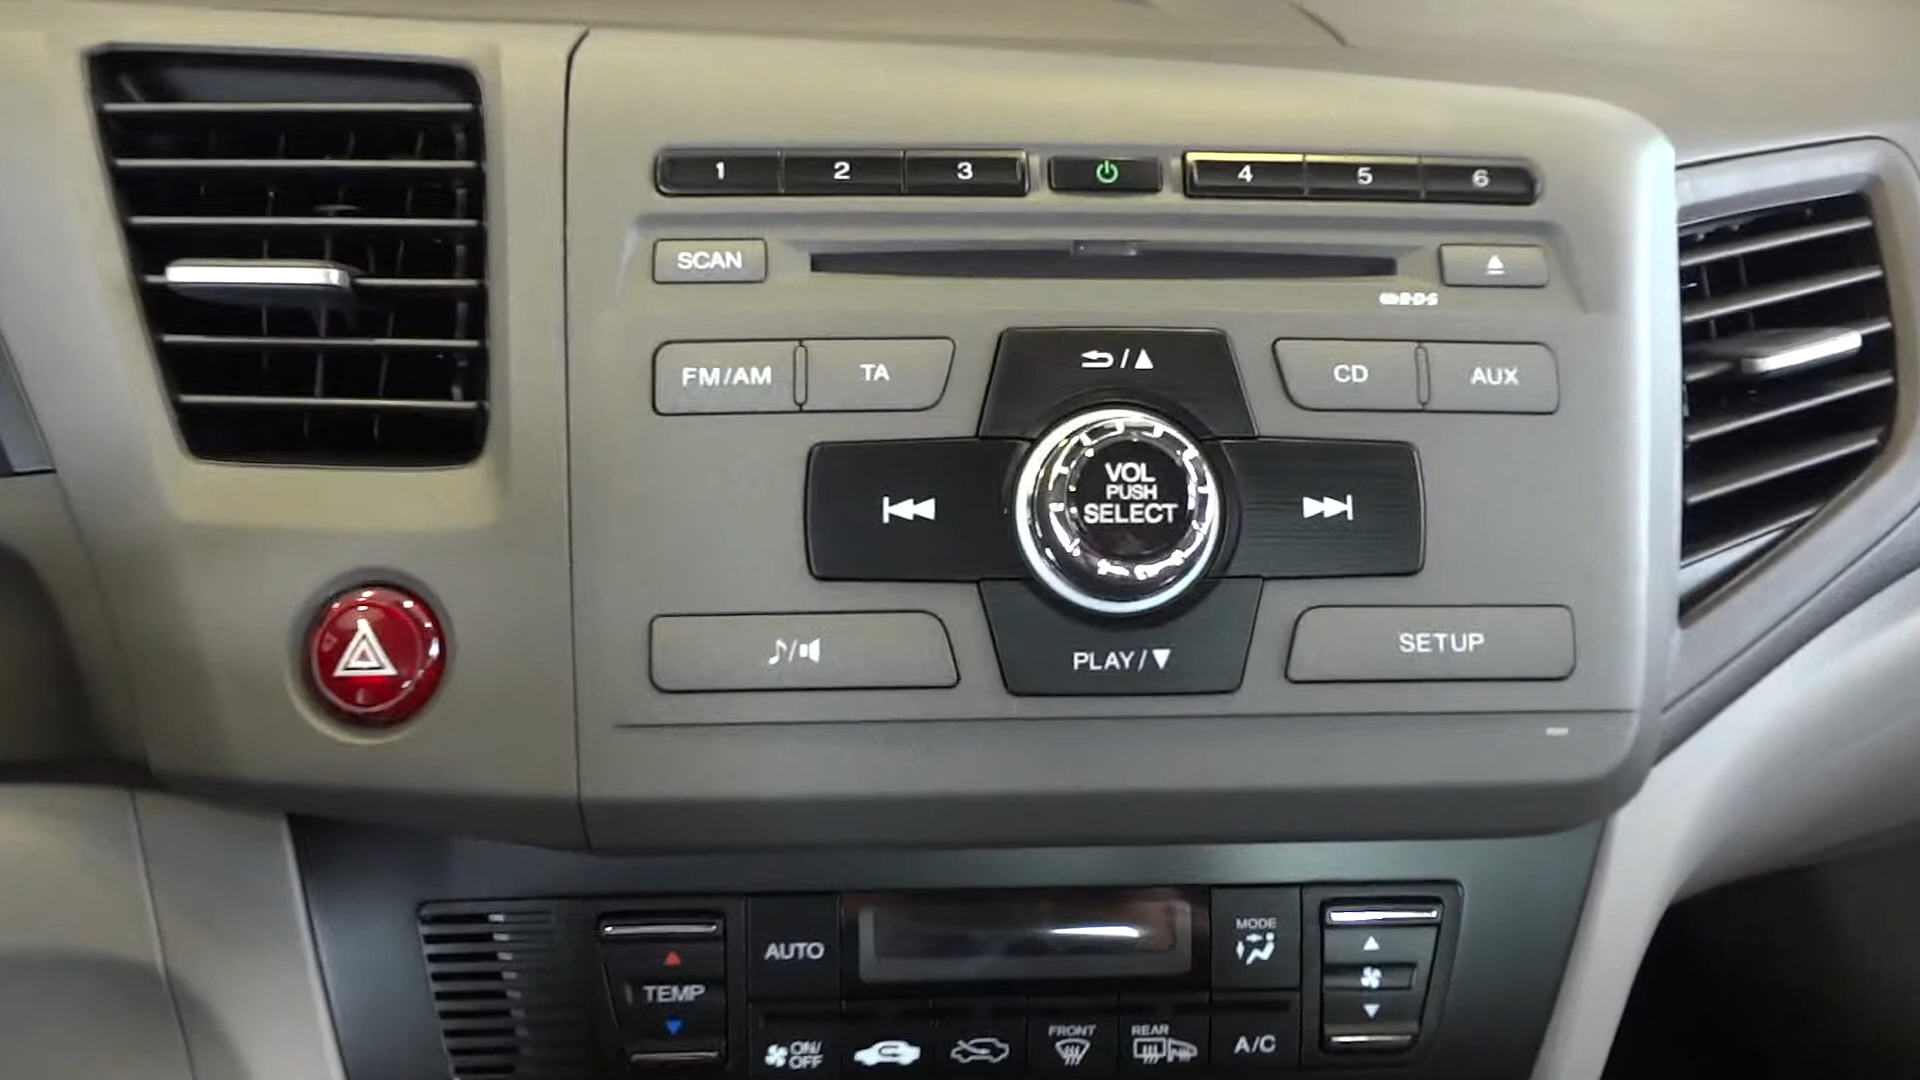 1 2 3 4 5 6
SCAN
R·D·S
FM/AM TA CD AUX
VOL
PUSH
SELECT
PLAY/▼
SETUP
AUTO
MODE
TEMP
ON/
OFF
FRONT
REAR
A/C